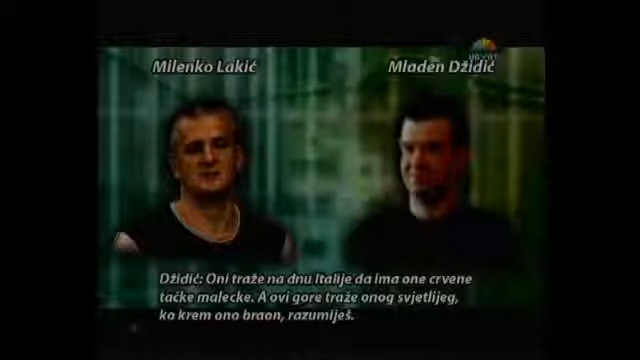 Milenko Lakić
Mladen Džidić
Džidić: Oni traže na dnu Italije da ima one crvene
tačke malecke. A ovi gore traže onog svjetlijeg,
ko krem ono braon, razumiješ.